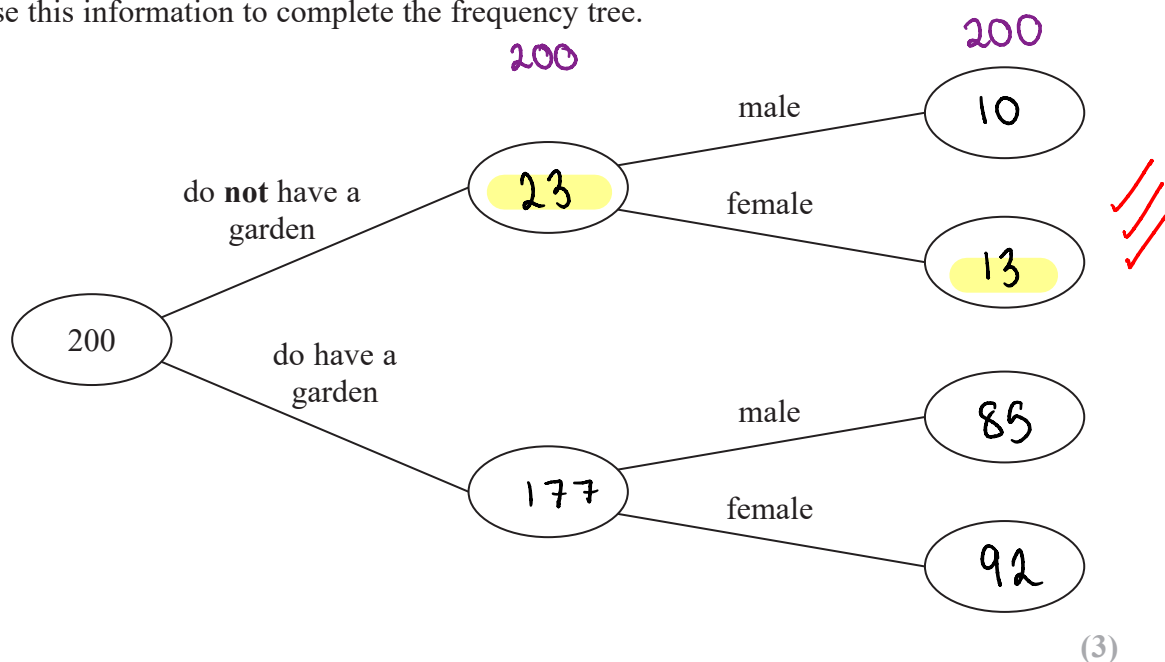 se this information to complete the frequency tree.
200
200
male
10
do not have a
garden
23
female
13
200
do have a
garden
male
85
177
female
92
(3)